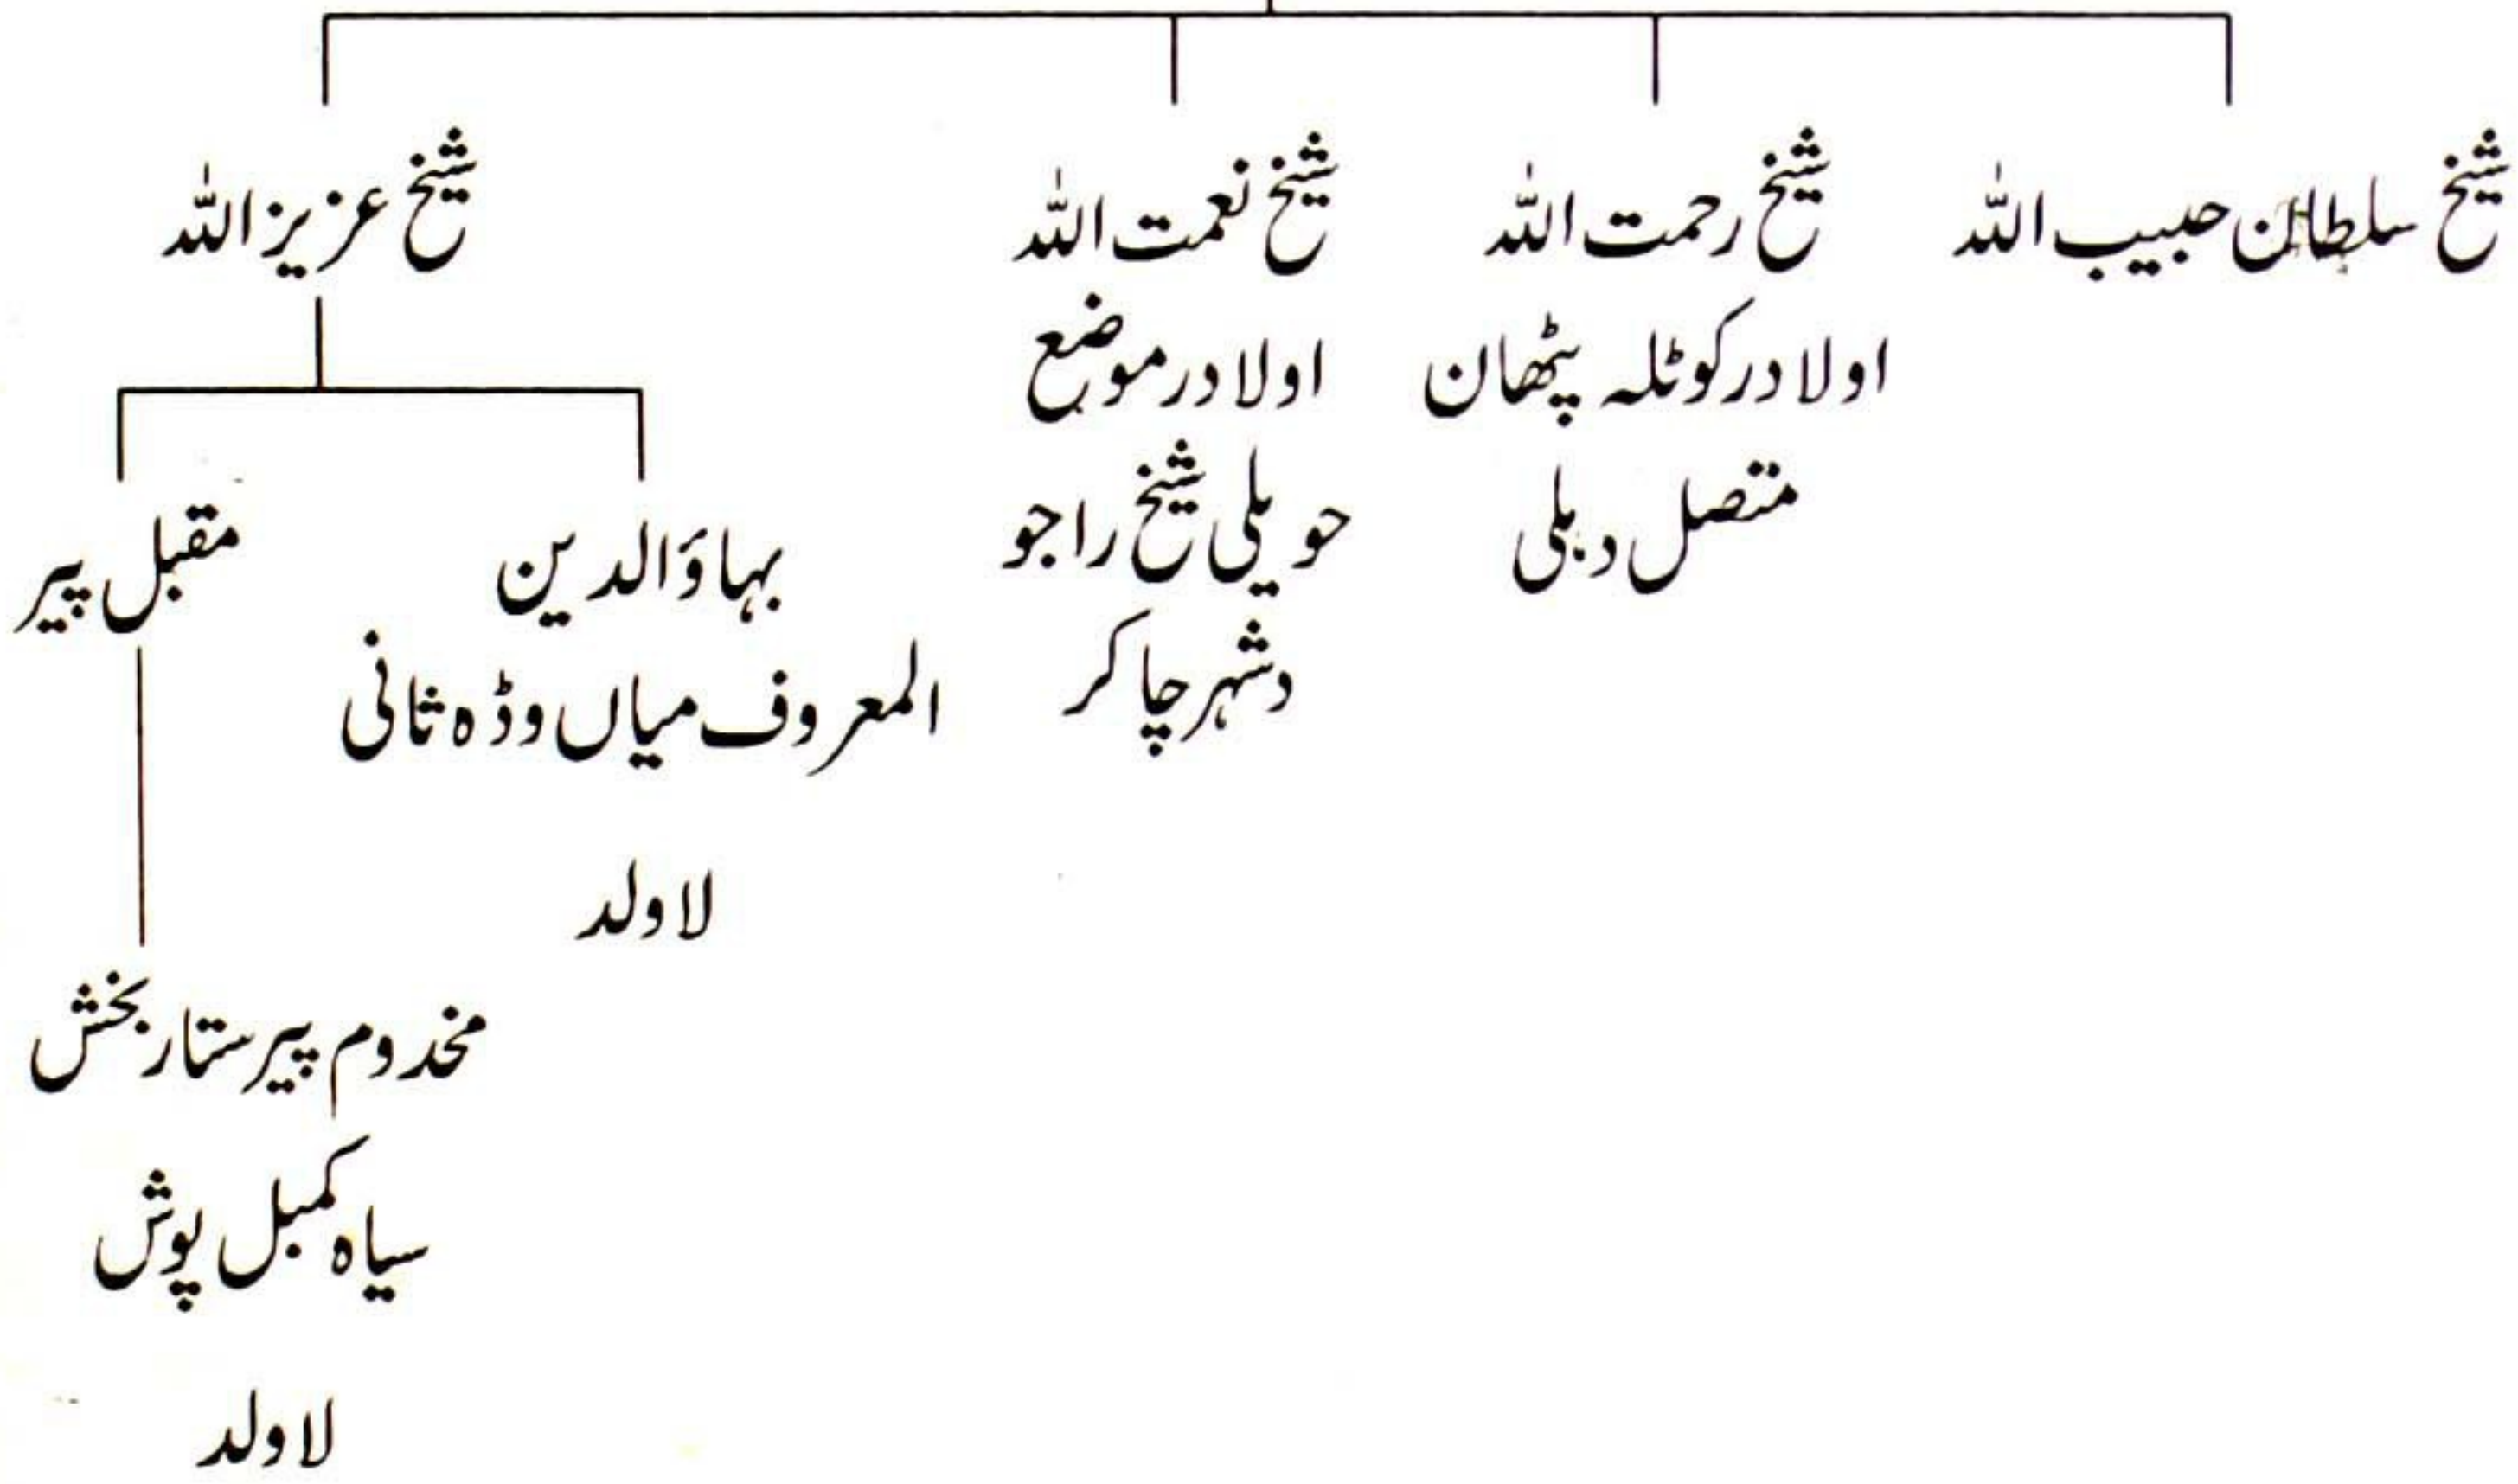 شیخ سلطان حبیب اللہ
شیخ رحمت اللہ
اولاد در کوٹلہ پٹھان
متصل دہلی
شیخ نعمت اللہ
اولاد در موضع
حویلی شیخ راجو
دشہر چاکر
شیخ عزیز اللہ
بہاؤالدین
المعروف میاں وڈہ ثانی
لاولد
مقبل پیر
مخدوم پیر ستار بخش
سیاہ کمبل پوش
لاولد